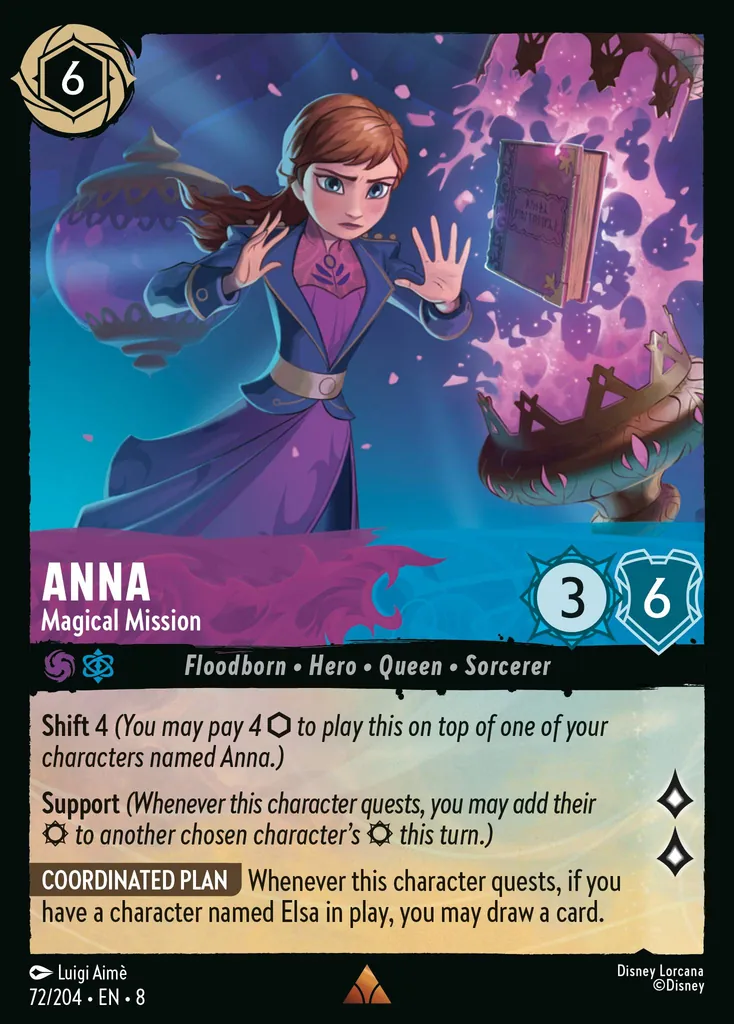 6
ANNA
Magical Mission
3
6
Floodborn • Hero • Queen • Sorcerer
Shift 4 (You may pay 4 ⬡ to play this on top of one of your
characters named Anna.)
Support (Whenever this character quests, you may add their
¤ to another chosen character's ¤ this turn.)
COORDINATED PLAN Whenever this character quests, if you
have a character named Elsa in play, you may draw a card.
Luigi Aimè
72/204 • EN • 8
Disney Lorcana
©Disney